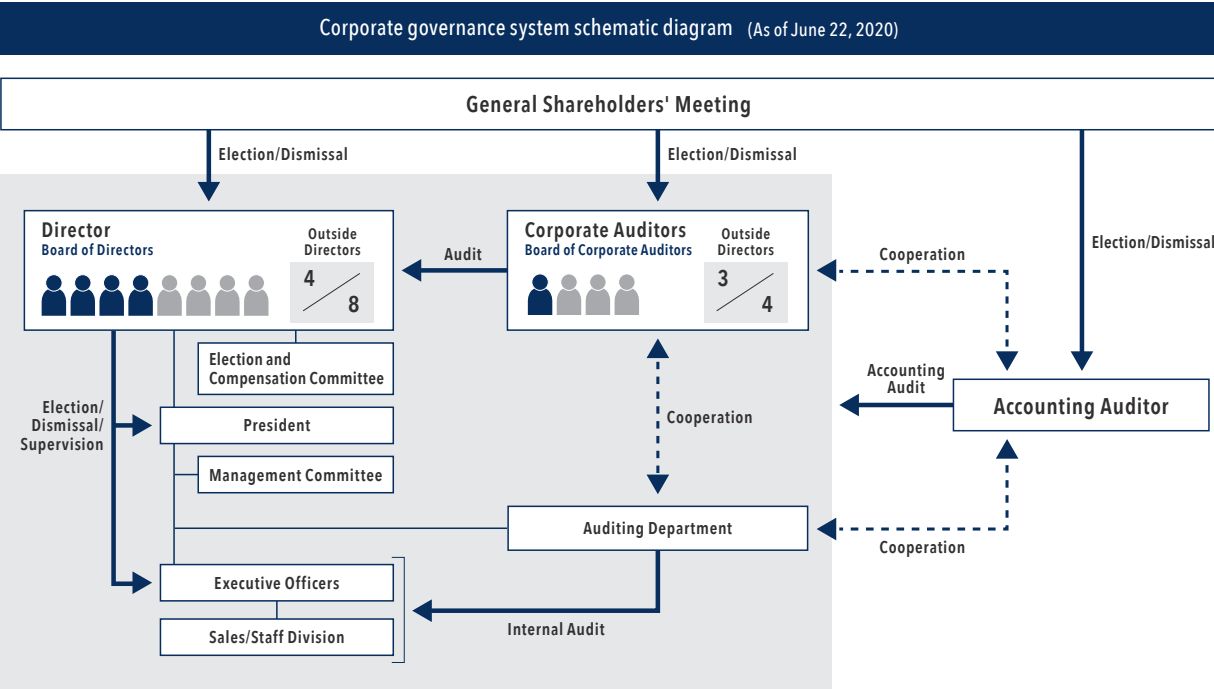 Corporate governance system schematic diagram (As of June 22, 2020)
General Shareholders' Meeting
Election/Dismissal
Election/Dismissal
Election/Dismissal
Director
Board of Directors
Outside
Directors
4
8
Audit
Corporate Auditors
Board of Corporate Auditors
Outside
Directors
3
4
Cooperation
Election and
Compensation Committee
Election/
Dismissal/
Supervision
President
Management Committee
Cooperation
Accounting
Audit
Accounting Auditor
Auditing Department
Cooperation
Executive Officers
Sales/Staff Division
Internal Audit